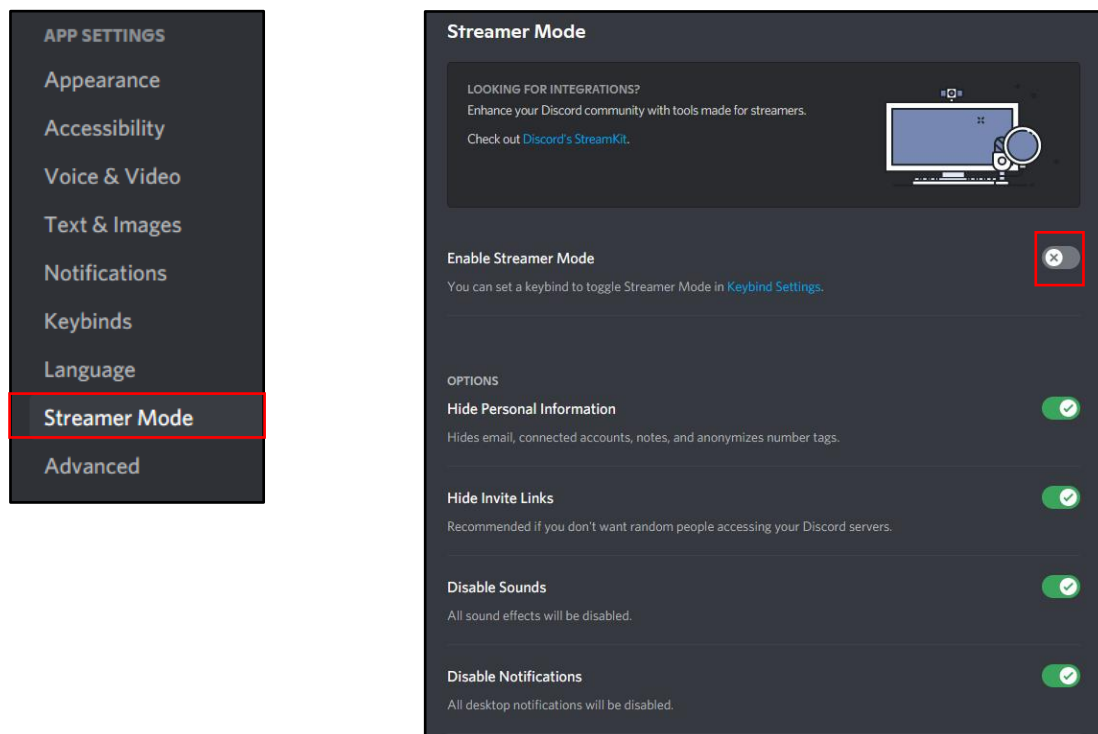 APP SETTINGS
Appearance
Accessibility
Voice & Video
Text & Images
Notifications
Keybinds
Language
Streamer Mode
Advanced
Streamer Mode
LOOKING FOR INTEGRATIONS?
Enhance your Discord community with tools made for streamers.
Check out Discord's StreamKit.
Enable Streamer Mode
You can set a keybind to toggle Streamer Mode in Keybind Settings.
OPTIONS
Hide Personal Information
Hides email, connected accounts, notes, and anonymizes number tags.
Hide Invite Links
Recommended if you don't want random people accessing your Discord servers.
Disable Sounds
All sound effects will be disabled.
Disable Notifications
All desktop notifications will be disabled.